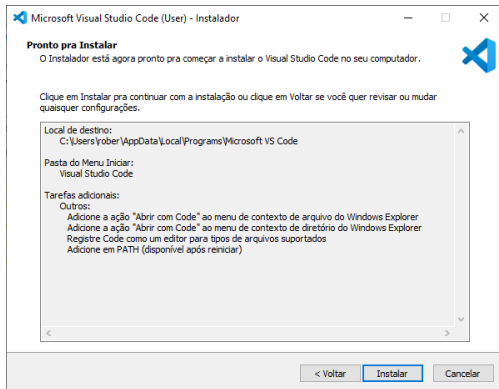 Microsoft Visual Studio Code (User) - Instalador
Pronto pra Instalar
O Instalador está agora pronto pra começar a instalar o Visual Studio Code no seu computador.
Clique em Instalar pra continuar com a instalação ou clique em Voltar se você quer revisar ou mudar
quaisquer configurações.
Local de destino:
C:\Users\rober\AppData\Local\Programs\Microsoft VS Code
Pasta do Menu Iniciar:
Visual Studio Code
Tarefas adicionais:
Outros:
Adicione a ação "Abrir com Code" ao menu de contexto de arquivo do Windows Explorer
Adicione a ação "Abrir com Code" ao menu de contexto de diretório do Windows Explorer
Registre Code como um editor para tipos de arquivos suportados
Adicione em PATH (disponível após reiniciar)
< Voltar
Instalar
Cancelar